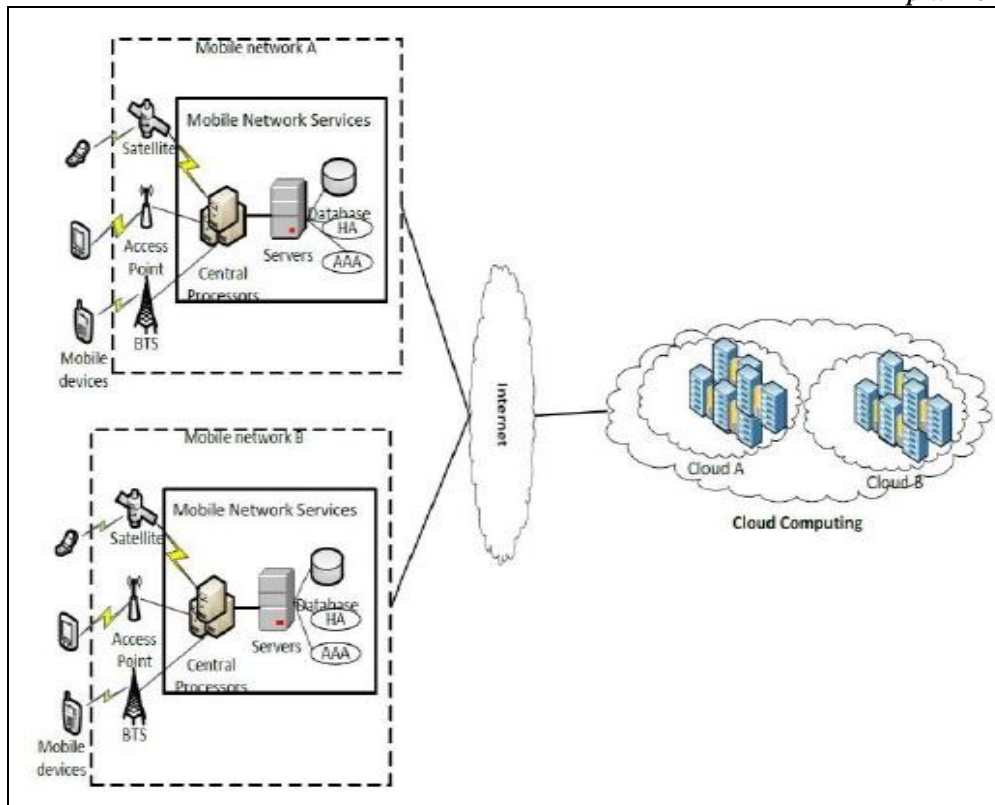 Mobile network A
Mobile Network Services
Satellite
Database
HA
Access
Point
Servers
AAA
Central
Processors
BTS
Mobile
devices
Internet
Cloud A
Cloud B
Cloud Computing
Mobile network B
Mobile Network Services
Satellite
Database
HA
Access
Point
Servers
AAA
Central
Processors
BTS
Mobile
devices